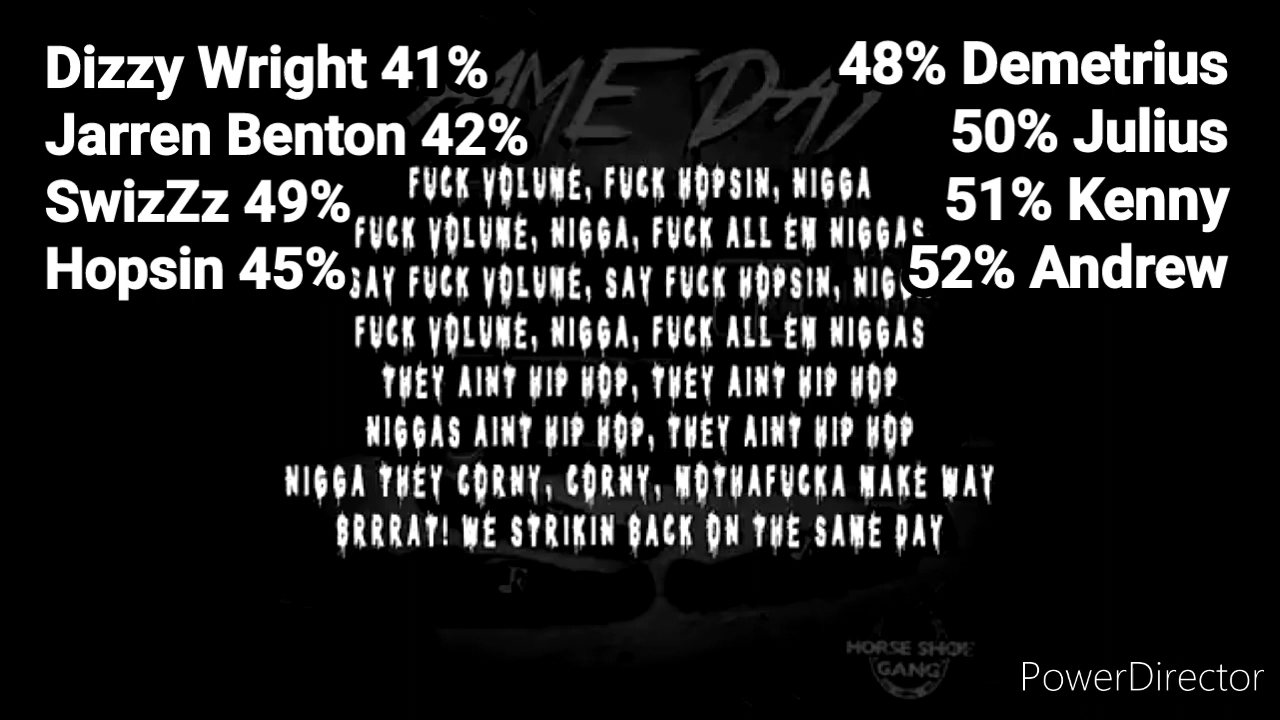 SAME DAY
Dizzy Wright 41%
Jarren Benton 42%
SwizZz 49%
Hopsin 45%
48% Demetrius
50% Julius
51% Kenny
52% Andrew
FUCK VOLUME, FUCK HOPSIN, NIGGA
FUCK VOLUME, NIGGA, FUCK ALL EM NIGGAS
SAY FUCK VOLUME, SAY FUCK HOPSIN,
FUCK VOLUME, NIGGA, FUCK ALL EM NIGGAS
THEY AINT HIP HOP, THEY AINT HIP HOP
NIGGAS AINT HIP HOP, THEY AINT HIP HOP
NIGGA THEY CORNY, CORNY, MOTHAFUCKA MAKE WAY
BRRRAT! WE STRIKIN BACK ON THE SAME DAY
HORSE SHOE
GANG
PowerDirector